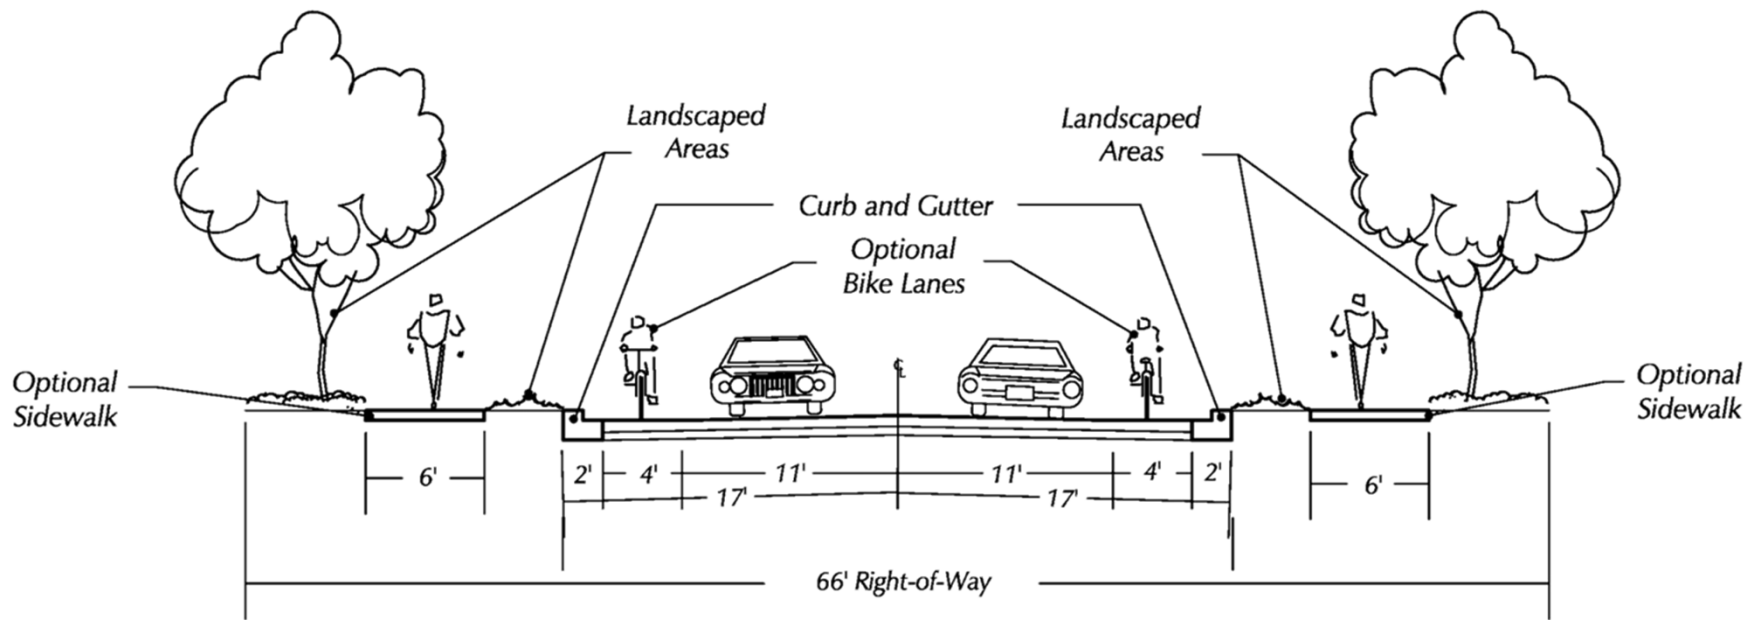 Landscaped
Areas
Landscaped
Areas
Curb and Gutter
Optional
Bike Lanes
Optional
Sidewalk
Optional
Sidewalk
℄
6' 2' 4' 11' 11' 4' 2' 6'
17' 17'
66' Right-of-Way